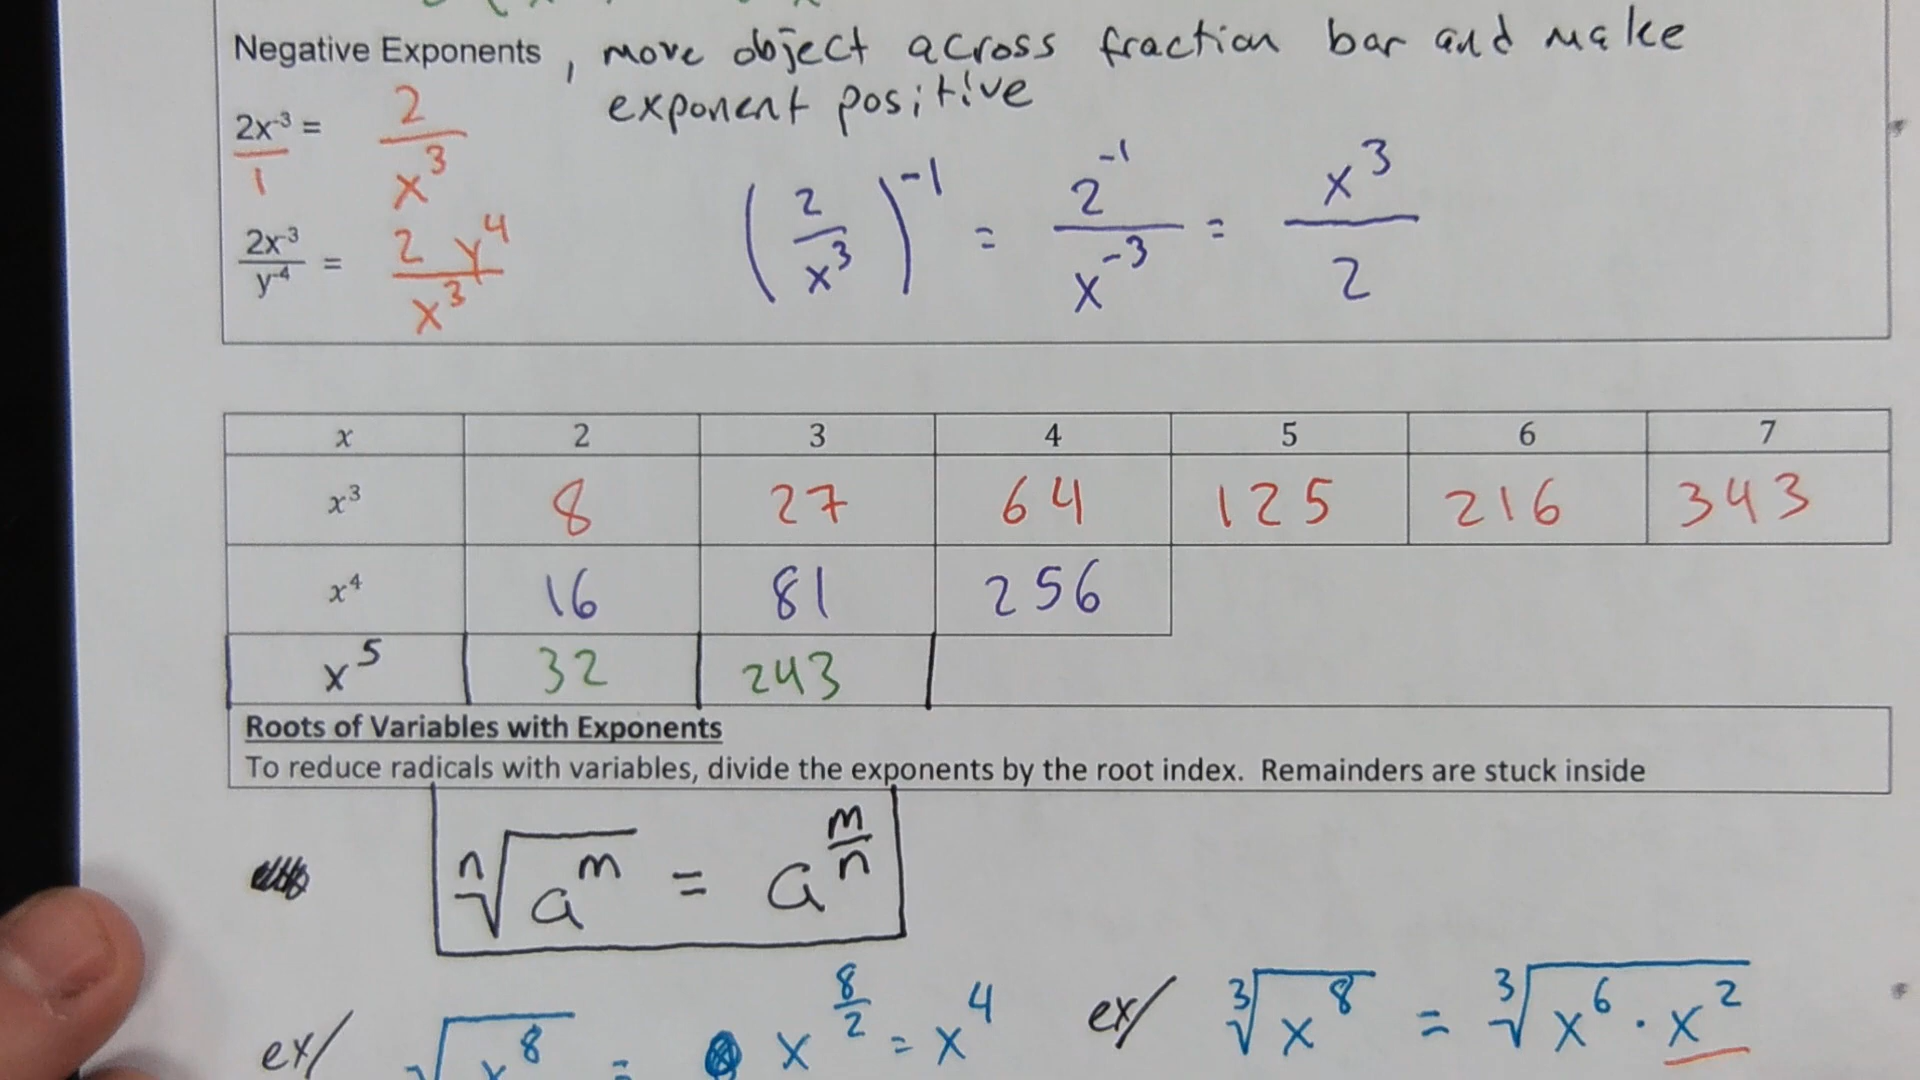 Negative Exponents, move object across fraction bar and make
exponent positive
2x⁻³/1 = 2/x³
2x⁻³/y⁻⁴ = 2y⁴/x³
(2/x³)⁻¹ = 2⁻¹/x⁻³ = x³/2
x 2 3 4 5 6 7
x³ 8 27 64 125 216 343
x⁴ 16 81 256
x⁵ 32 243
Roots of Variables with Exponents
To reduce radicals with variables, divide the exponents by the root index. Remainders are stuck inside
ⁿ√aᵐ = a^(m/n)
ex/ √x⁸ = x^(8/2) = x⁴ ex/ ³√x⁸ = ³√x⁶ · x²